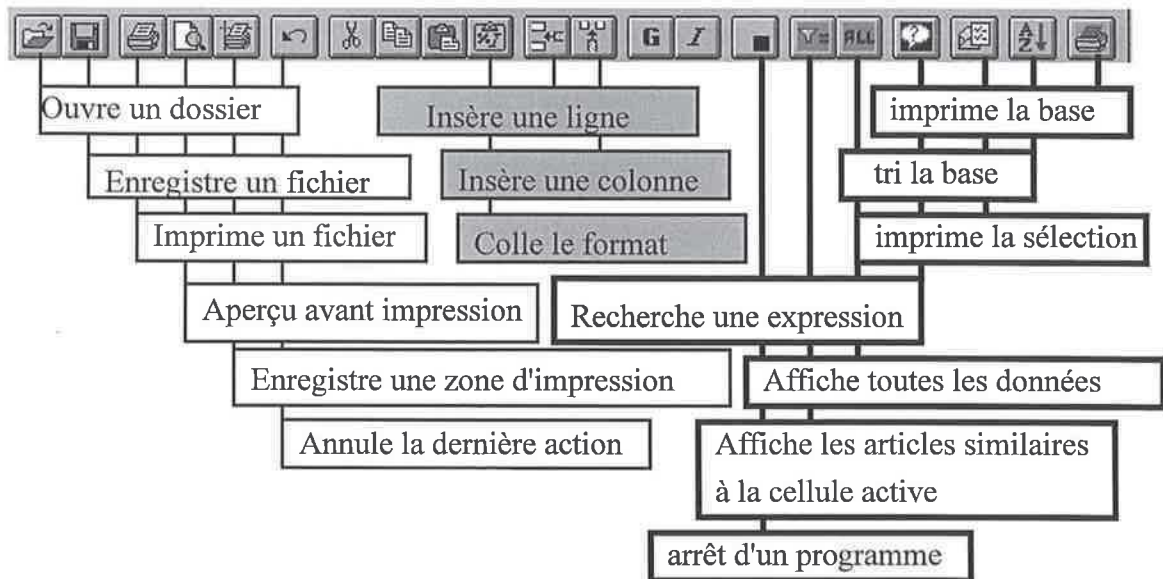 G I ALL
Ouvre un dossier
Insère une ligne
imprime la base
Enregistre un fichier
Insère une colonne
tri la base
Imprime un fichier
Colle le format
imprime la sélection
Aperçu avant impression
Recherche une expression
Enregistre une zone d'impression
Affiche toutes les données
Annule la dernière action
Affiche les articles similaires
à la cellule active
arrêt d'un programme